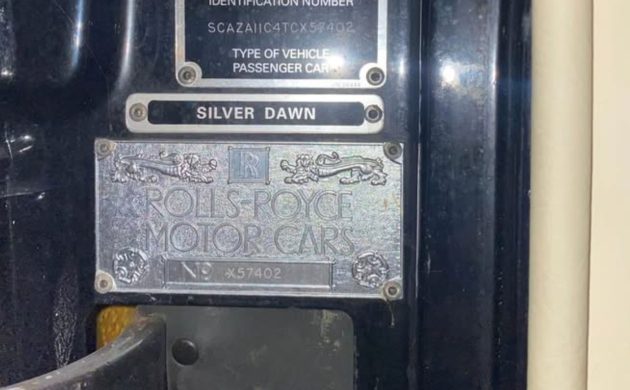 IDENTIFICATION NUMBER
SCAZA11C4TCX57402
TYPE OF VEHICLE
PASSENGER CAR
SILVER DAWN
RR
ROLLS-ROYCE
MOTOR CARS
No X57402